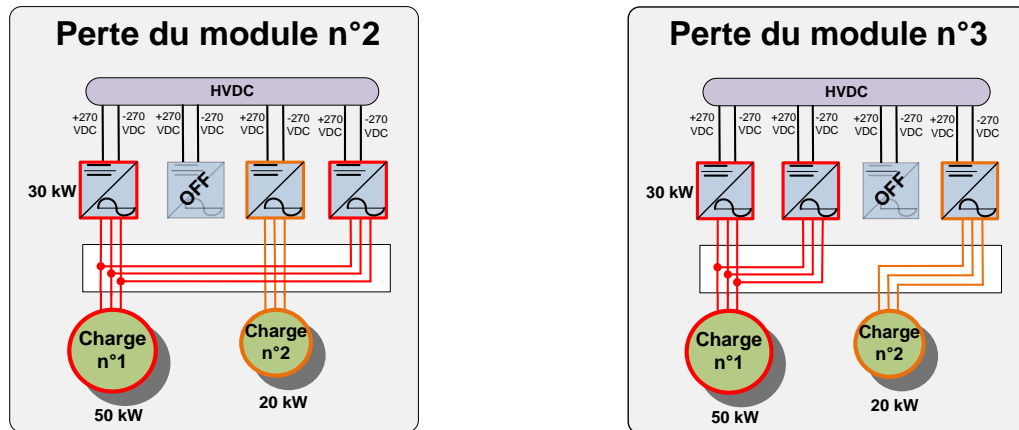 Perte du module n°2
HVDC
+270 VDC
-270 VDC
+270 VDC
-270 VDC
+270 VDC
-270 VDC
+270 VDC
-270 VDC
30 kW
OFF
Charge n°1
Charge n°2
50 kW
20 kW
Perte du module n°3
HVDC
+270 VDC
-270 VDC
+270 VDC
-270 VDC
+270 VDC
-270 VDC
+270 VDC
-270 VDC
30 kW
OFF
Charge n°1
Charge n°2
50 kW
20 kW